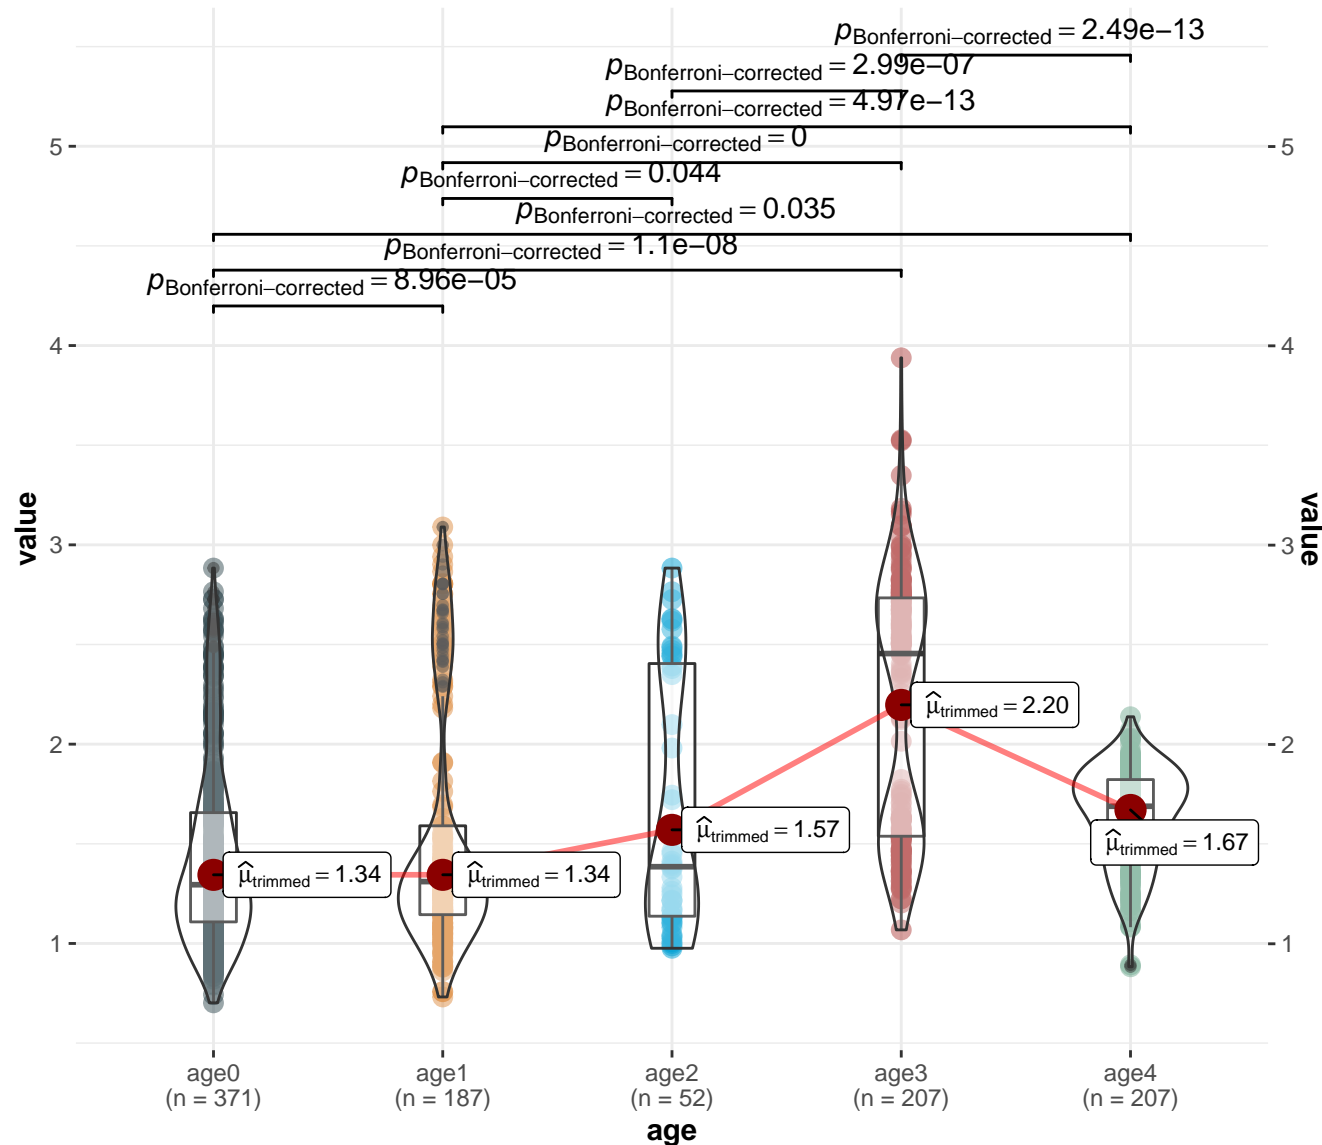 pBonferroni−corrected = 2.49e−13
pBonferroni−corrected = 2.99e−07
pBonferroni−corrected = 4.97e−13
pBonferroni−corrected = 0
pBonferroni−corrected = 0.044
pBonferroni−corrected = 0.035
pBonferroni−corrected = 1.1e−08
pBonferroni−corrected = 8.96e−05
5
5
4
4
value
value
3
3
2
2
1
1
μ̂trimmed = 1.34
μ̂trimmed = 1.34
μ̂trimmed = 1.57
μ̂trimmed = 2.20
μ̂trimmed = 1.67
age0
(n = 371)
age1
(n = 187)
age2
(n = 52)
age3
(n = 207)
age4
(n = 207)
age